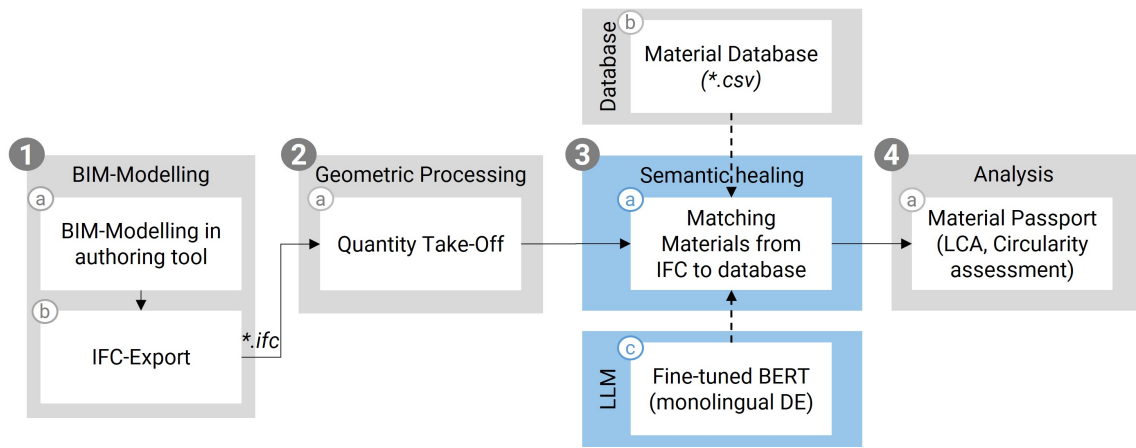 1
BIM-Modelling
a
BIM-Modelling in
authoring tool
b
IFC-Export
*.ifc
2
Geometric Processing
a
Quantity Take-Off
Database
b
Material Database
(*.csv)
3
Semantic healing
a
Matching
Materials from
IFC to database
LLM
c
Fine-tuned BERT
(monolingual DE)
4
Analysis
a
Material Passport
(LCA, Circularity
assessment)